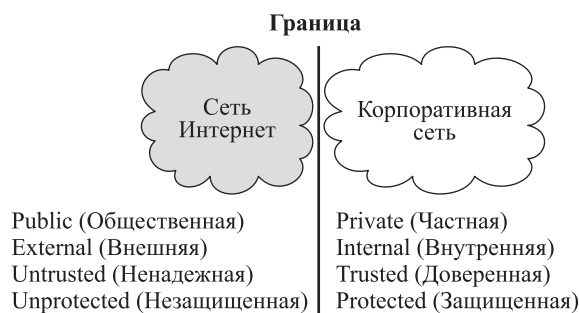 Граница
Сеть
Интернет
Корпоративная
сеть
Public (Общественная)
External (Внешняя)
Untrusted (Ненадежная)
Unprotected (Незащищенная)
Private (Частная)
Internal (Внутренняя)
Trusted (Доверенная)
Protected (Защищенная)